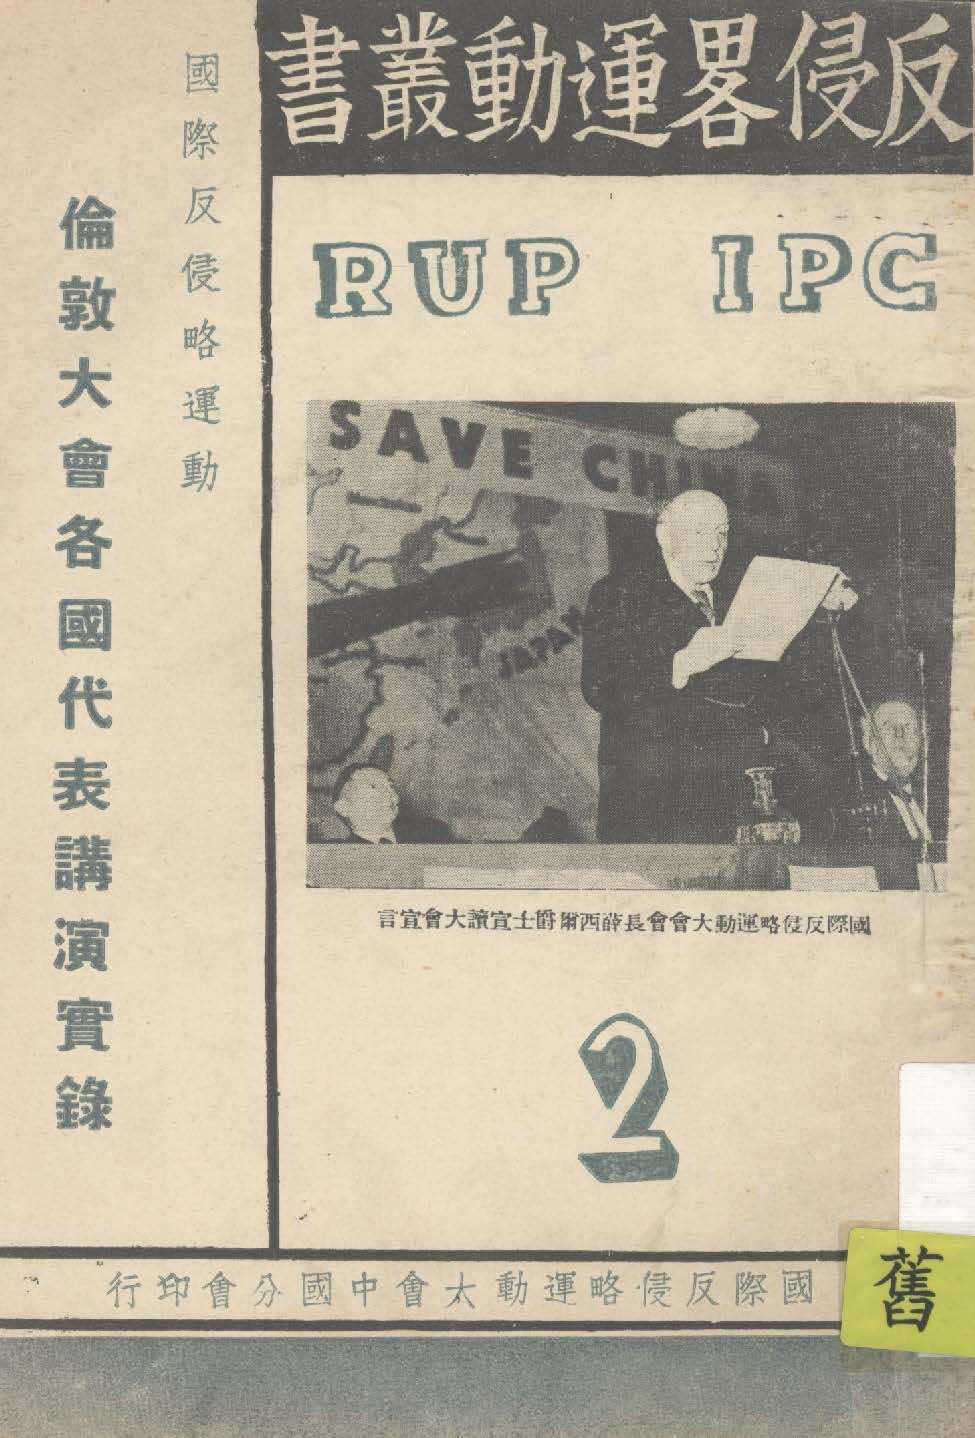 反侵畧運動叢書
國際反侵略運動
倫敦大會各國代表講演實錄
RUP IPC
SAVE CHINA
JAPAN
國際反侵略運動大會會長薛西爾爵士宣讀大會宣言
2
國際反侵略運動大會中國分會印行
舊